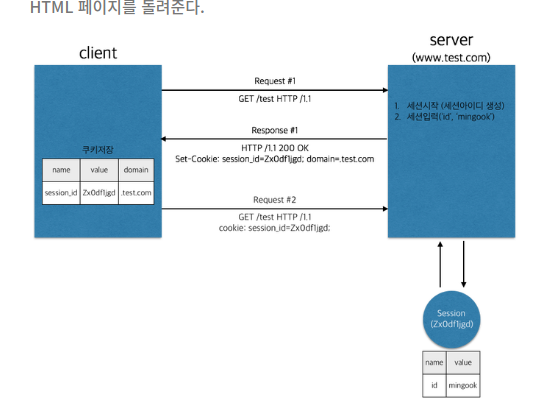 HTML 페이지를 돌려준다.
client
server
(www.test.com)
Request #1
GET /test HTTP /1.1
1. 세션시작 (세션아이디 생성)
2. 세션입력('id', 'mingook')
Response #1
HTTP /1.1 200 OK
Set-Cookie: session_id=Zx0df1jgd; domain=.test.com
쿠키저장
name value domain
session_id Zx0df1jgd .test.com
Request #2
GET /test HTTP /1.1
cookie: session_id=Zx0df1jgd;
Session
(Zx0df1jgd)
name value
id mingook